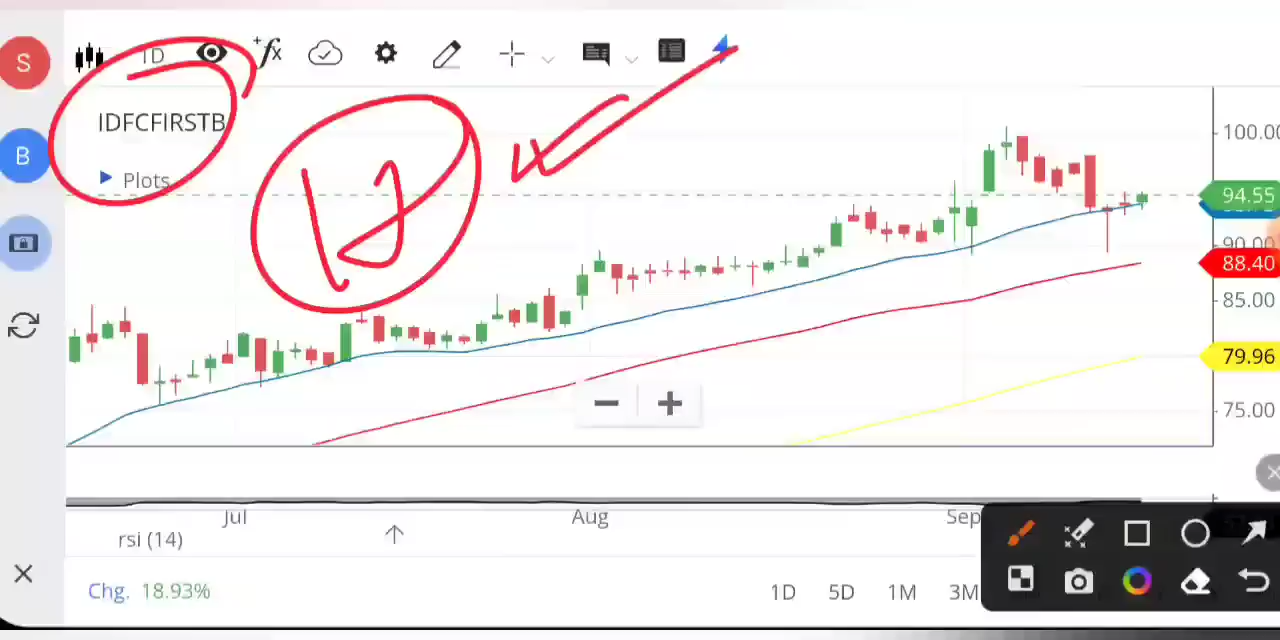 S
1D
fx
IDFCFIRSTB
B
Plots
100.00
94.55
90.00
88.40
85.00
79.96
75.00
Jul
Aug
Sep
rsi (14)
Chg. 18.93%
1D 5D 1M 3M